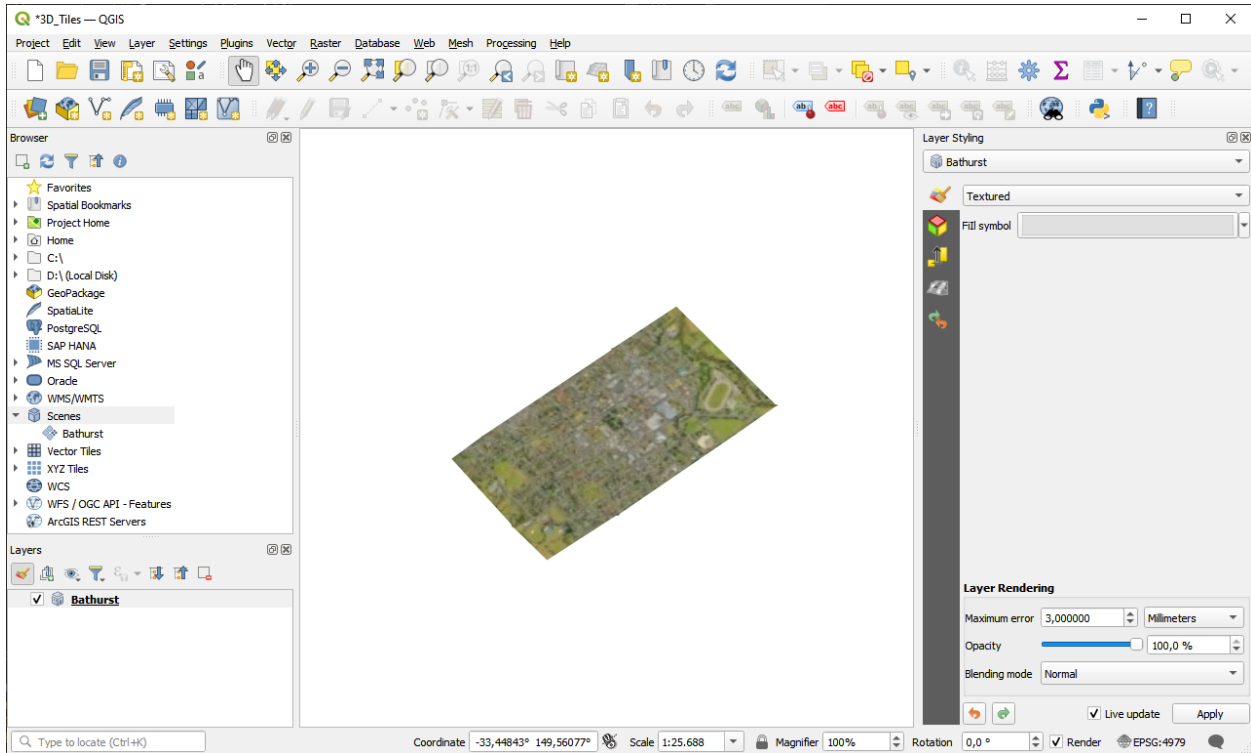 *3D_Tiles — QGIS
Project Edit View Layer Settings Plugins Vector Raster Database Web Mesh Processing Help
Browser
Favorites
Spatial Bookmarks
Project Home
Home
C:\
D:\ (Local Disk)
GeoPackage
SpatiaLite
PostgreSQL
SAP HANA
MS SQL Server
Oracle
WMS/WMTS
Scenes
Bathurst
Vector Tiles
XYZ Tiles
WCS
WFS / OGC API - Features
ArcGIS REST Servers
Layers
Bathurst
Layer Styling
Bathurst
Textured
Fill symbol
Layer Rendering
Maximum error 3,000000 Millimeters
Opacity 100,0 %
Blending mode Normal
Live update Apply
Type to locate (Ctrl+K) Coordinate -33,44843° 149,56077° Scale 1:25.688 Magnifier 100% Rotation 0,0 ° Render EPSG:4979